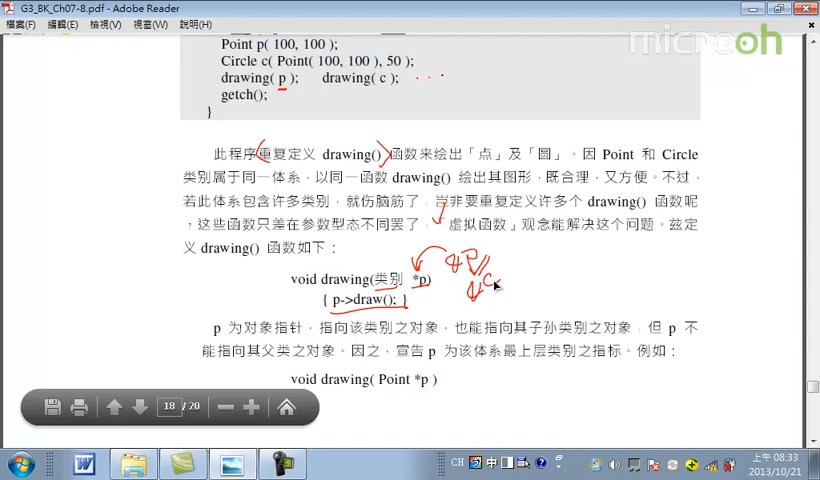 G3_BK_Ch07-8.pdf - Adobe Reader
檔案(F) 編輯(E) 檢視(V) 視窗(W) 說明(H)
microoh
Point p( 100, 100 );
Circle c( Point( 100, 100 ), 50 );
drawing( p ); drawing( c );
getch();
}
此程序重复定义 drawing() 函数来绘出「点」及「圆」。因 Point 和 Circle
类别属于同一体系，以同一函数 drawing() 绘出其图形，既合理，又方便。不过，
若此体系包含许多类别，就伤脑筋了﹔岂非要重复定义许多个 drawing() 函数呢
，这些函数只差在参数型态不同罢了﹗「虚拟函数」观念能解决这个问题。兹定
义 drawing() 函数如下：
void drawing(类别 *p)
{ p->draw(); }
&P
&C
p 为对象指针，指向该类别之对象，也能指向其子孙类别之对象﹔但 p 不
能指向其父类之对象。因之，宣告 p 为该体系最上层类别之指标。例如：
void drawing( Point *p )
18 / 20
CH 中
上午 08:33
2013/10/21